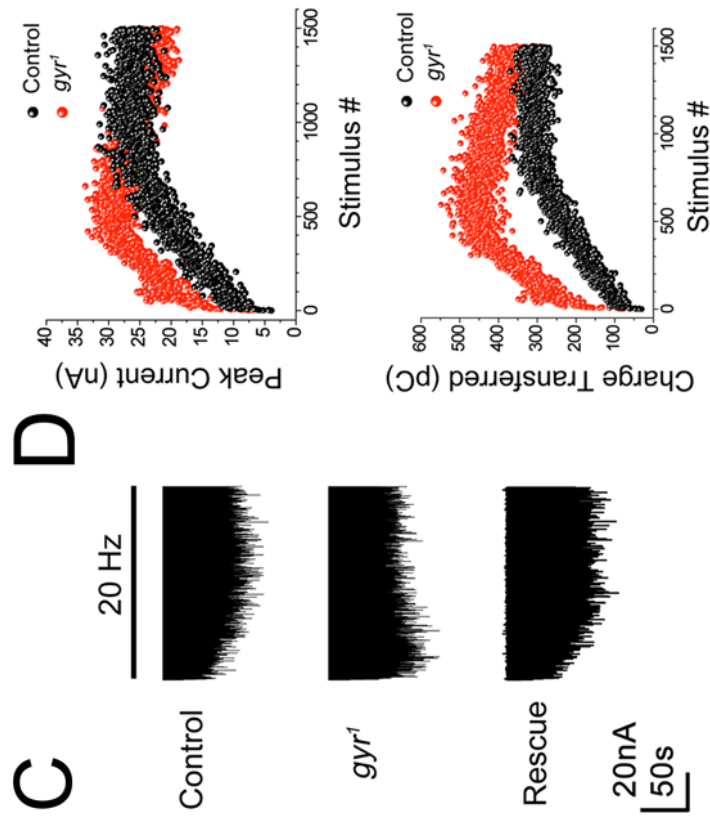 C
20 Hz
Control
gyr¹
Rescue
20nA
50s
D
Peak Current (nA)
40
35
30
25
20
15
10
5
0
0
500
1000
1500
Stimulus #
Control
gyr¹
Charge Transferred (pC)
600
500
400
300
200
100
0
0
500
1000
1500
Stimulus #
Control
gyr¹